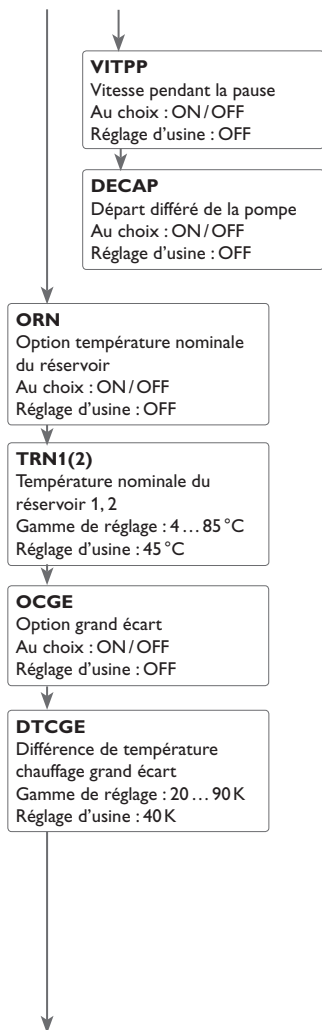 VITPP
Vitesse pendant la pause
Au choix : ON / OFF
Réglage d'usine : OFF
DECAP
Départ différé de la pompe
Au choix : ON / OFF
Réglage d'usine : OFF
ORN
Option température nominale
du réservoir
Au choix : ON / OFF
Réglage d'usine : OFF
TRN1(2)
Température nominale du
réservoir 1, 2
Gamme de réglage : 4 … 85 °C
Réglage d'usine : 45 °C
OCGE
Option grand écart
Au choix : ON / OFF
Réglage d'usine : OFF
DTCGE
Différence de température
chauffage grand écart
Gamme de réglage : 20 … 90 K
Réglage d'usine : 40 K